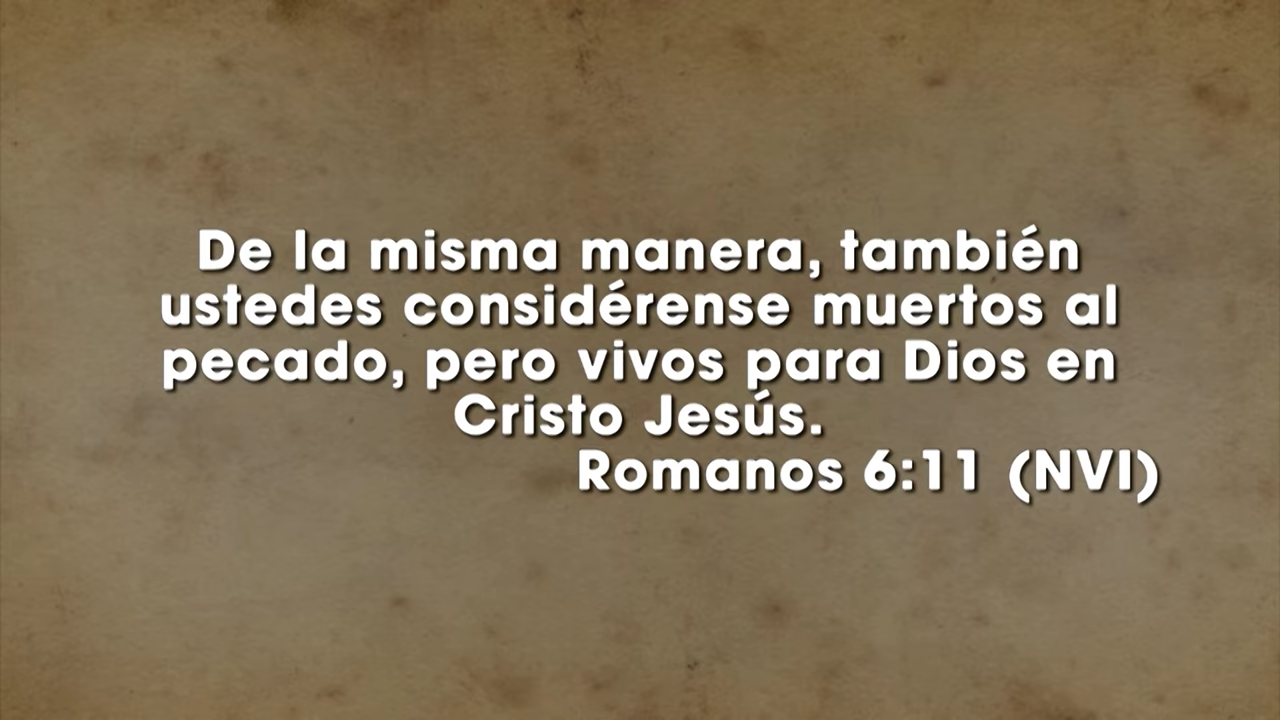 De la misma manera, también
ustedes considérense muertos al
pecado, pero vivos para Dios en
Cristo Jesús.
Romanos 6:11 (NVI)